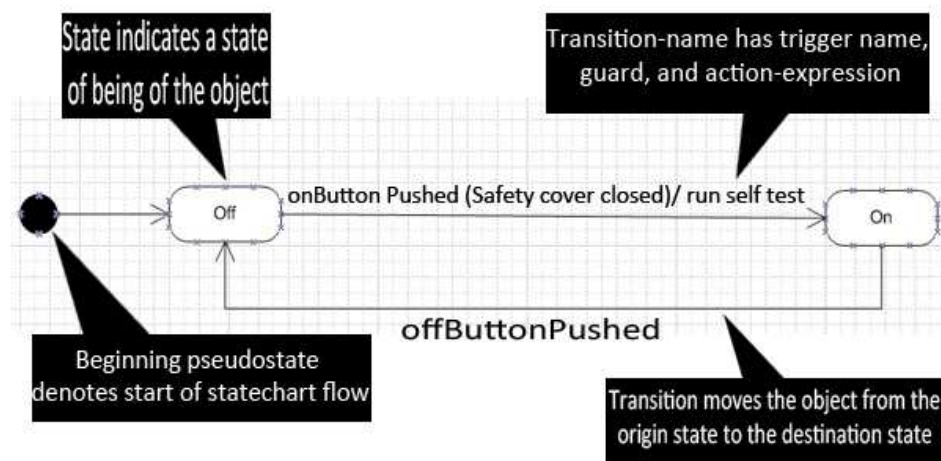 State indicates a state
of being of the object
Transition-name has trigger name,
guard, and action-expression
onButton Pushed (Safety cover closed)/ run self test
Off
On
offButtonPushed
Beginning pseudostate
denotes start of statechart flow
Transition moves the object from the
origin state to the destination state